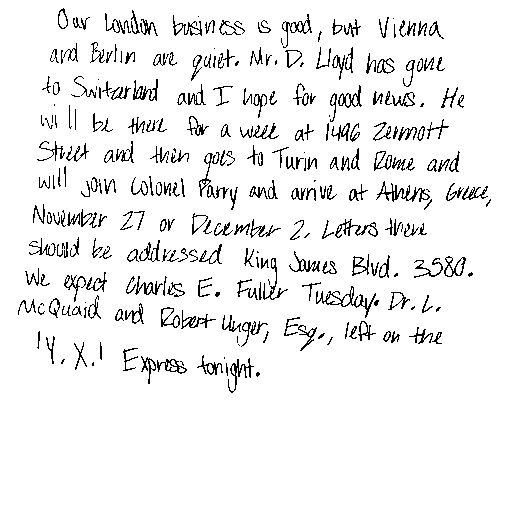 Our London business is good, but Vienna
and Berlin are quiet. Mr. D. Lloyd has gone
to Switzerland and I hope for good news. He
will be there for a week at 1496 Zermott
Street and then goes to Turin and Rome and
will join Colonel Parry and arrive at Athens, Greece,
November 27 or December 2. Letters there
should be addressed King James Blvd. 3580.
We expect Charles E. Fuller Tuesday. Dr. L.
McQuaid and Robert Unger, Esq., left on the
'Y. X.' Express tonight.